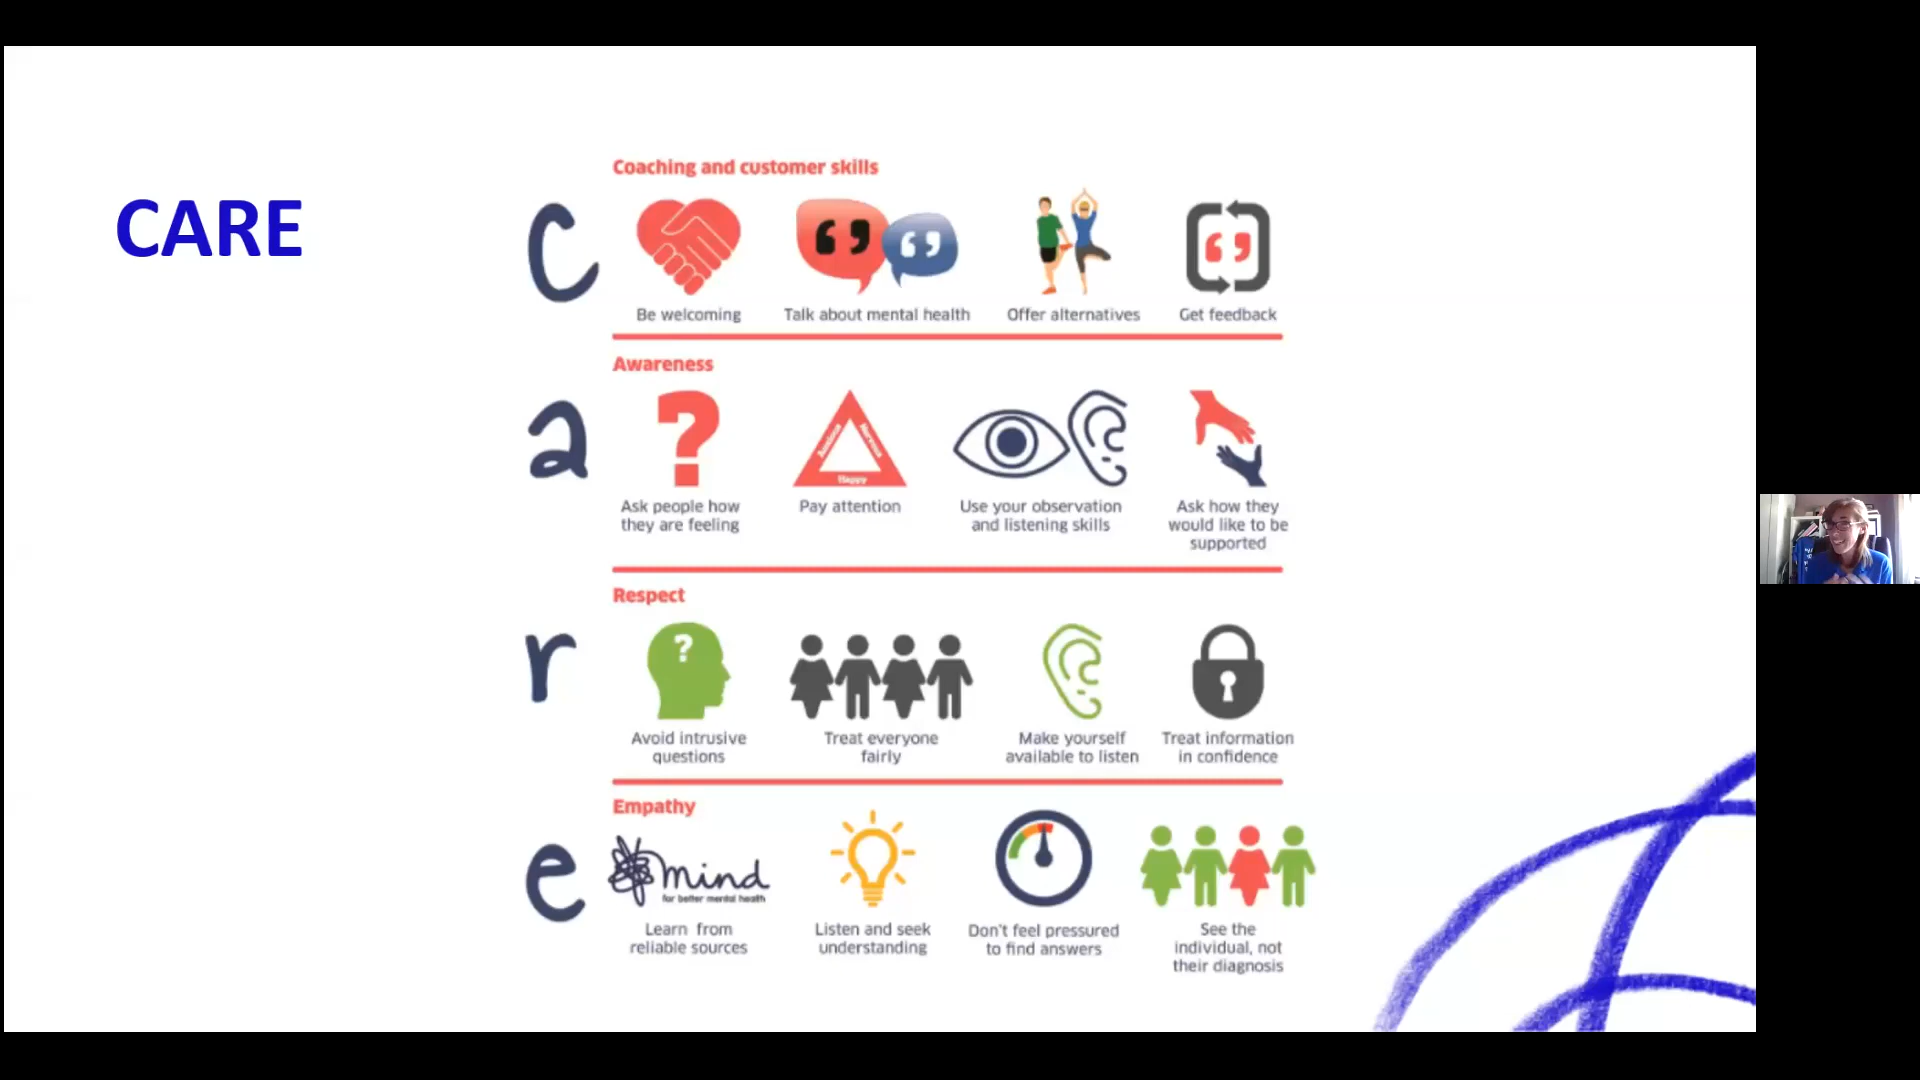 CARE
Coaching and customer skills
C
Be welcoming
Talk about mental health
Offer alternatives
Get feedback
Awareness
a
?
Anxious
Nervous
Happy
Ask people how
they are feeling
Pay attention
Use your observation
and listening skills
Ask how they
would like to be
supported
Respect
r
?
Avoid intrusive
questions
Treat everyone
fairly
Make yourself
available to listen
Treat information
in confidence
Empathy
e
mind
for better mental health
Learn from
reliable sources
Listen and seek
understanding
Don't feel pressured
to find answers
See the
individual, not
their diagnosis